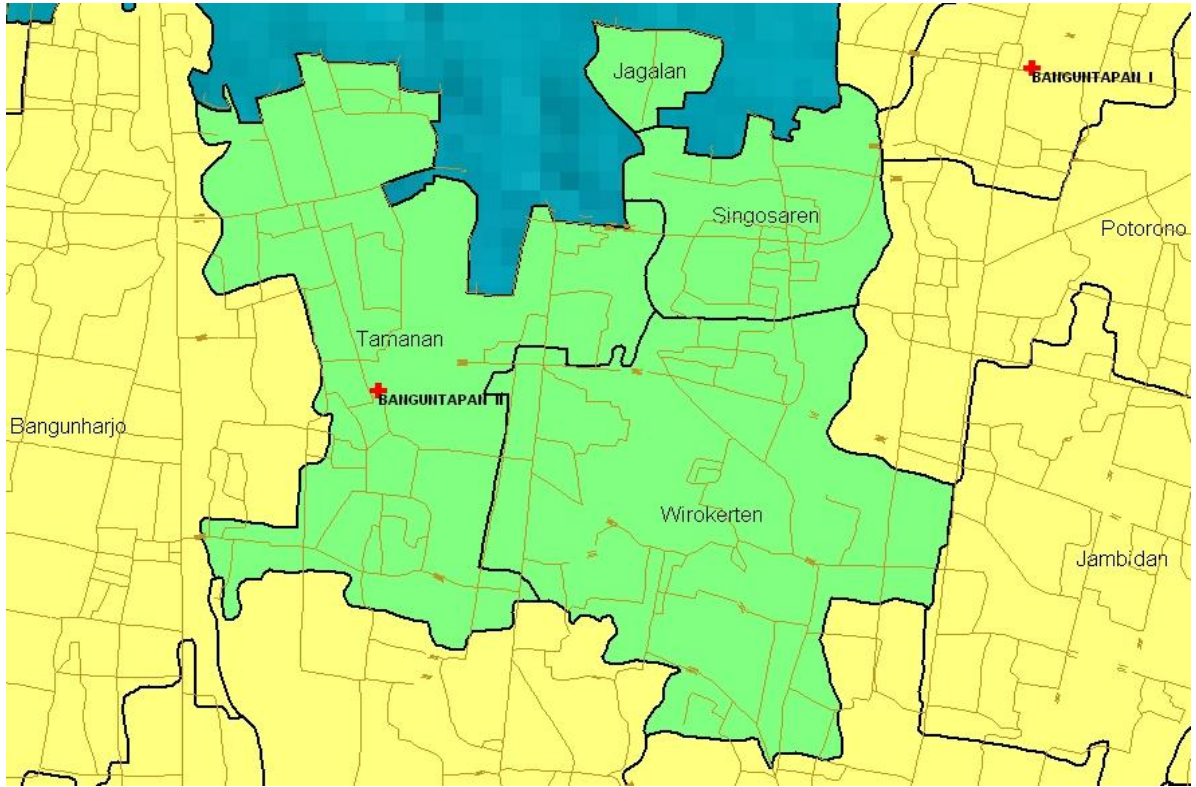 Jagalan
BANGUNTAPAN I
Singosaren
Potorono
Tamanan
BANGUNTAPAN II
Bangunharjo
Wirokerten
Jambidan